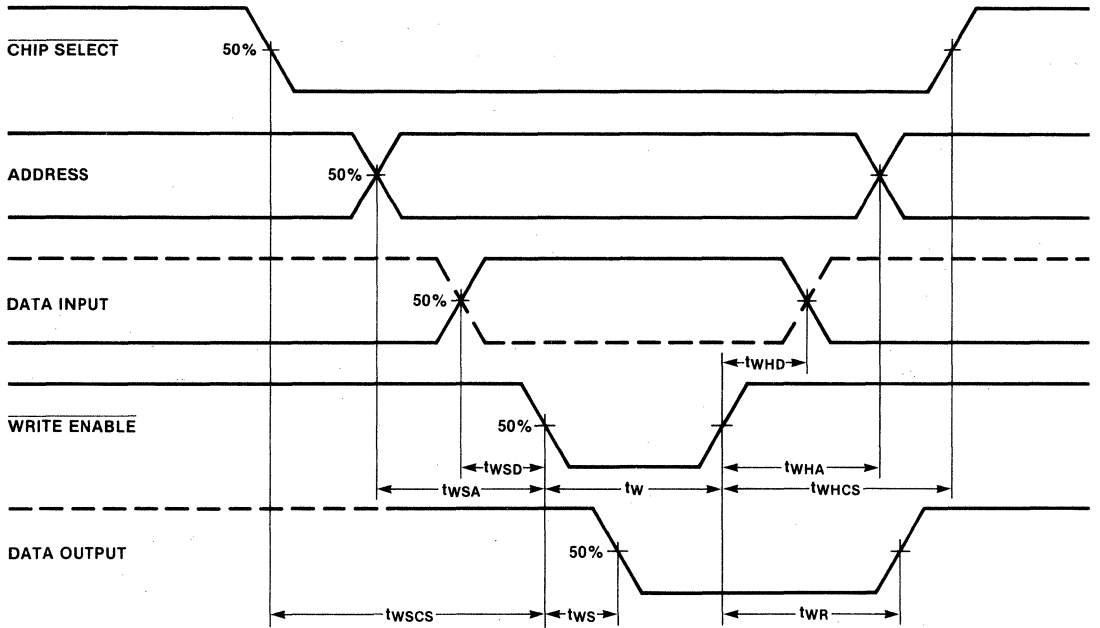 CHIP SELECT 50%
ADDRESS 50%
DATA INPUT 50%
tWHD
WRITE ENABLE 50%
tWSD tWHA
tWSA tW tWHCS
DATA OUTPUT 50%
tWSCS tWS tWR